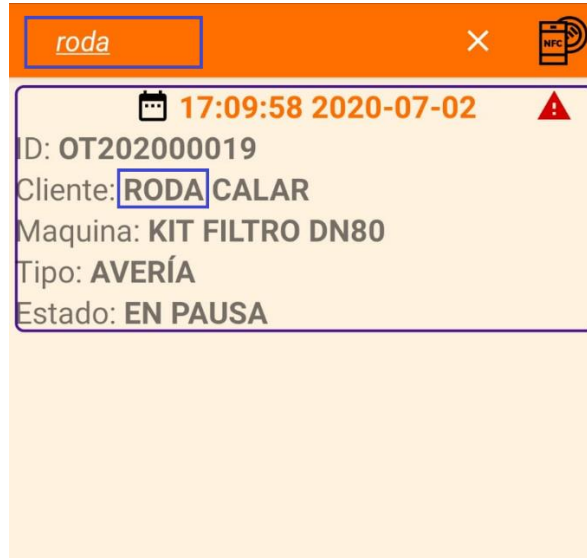 roda
NFC
17:09:58 2020-07-02
ID: OT202000019
Cliente: RODA CALAR
Maquina: KIT FILTRO DN80
Tipo: AVERÍA
Estado: EN PAUSA